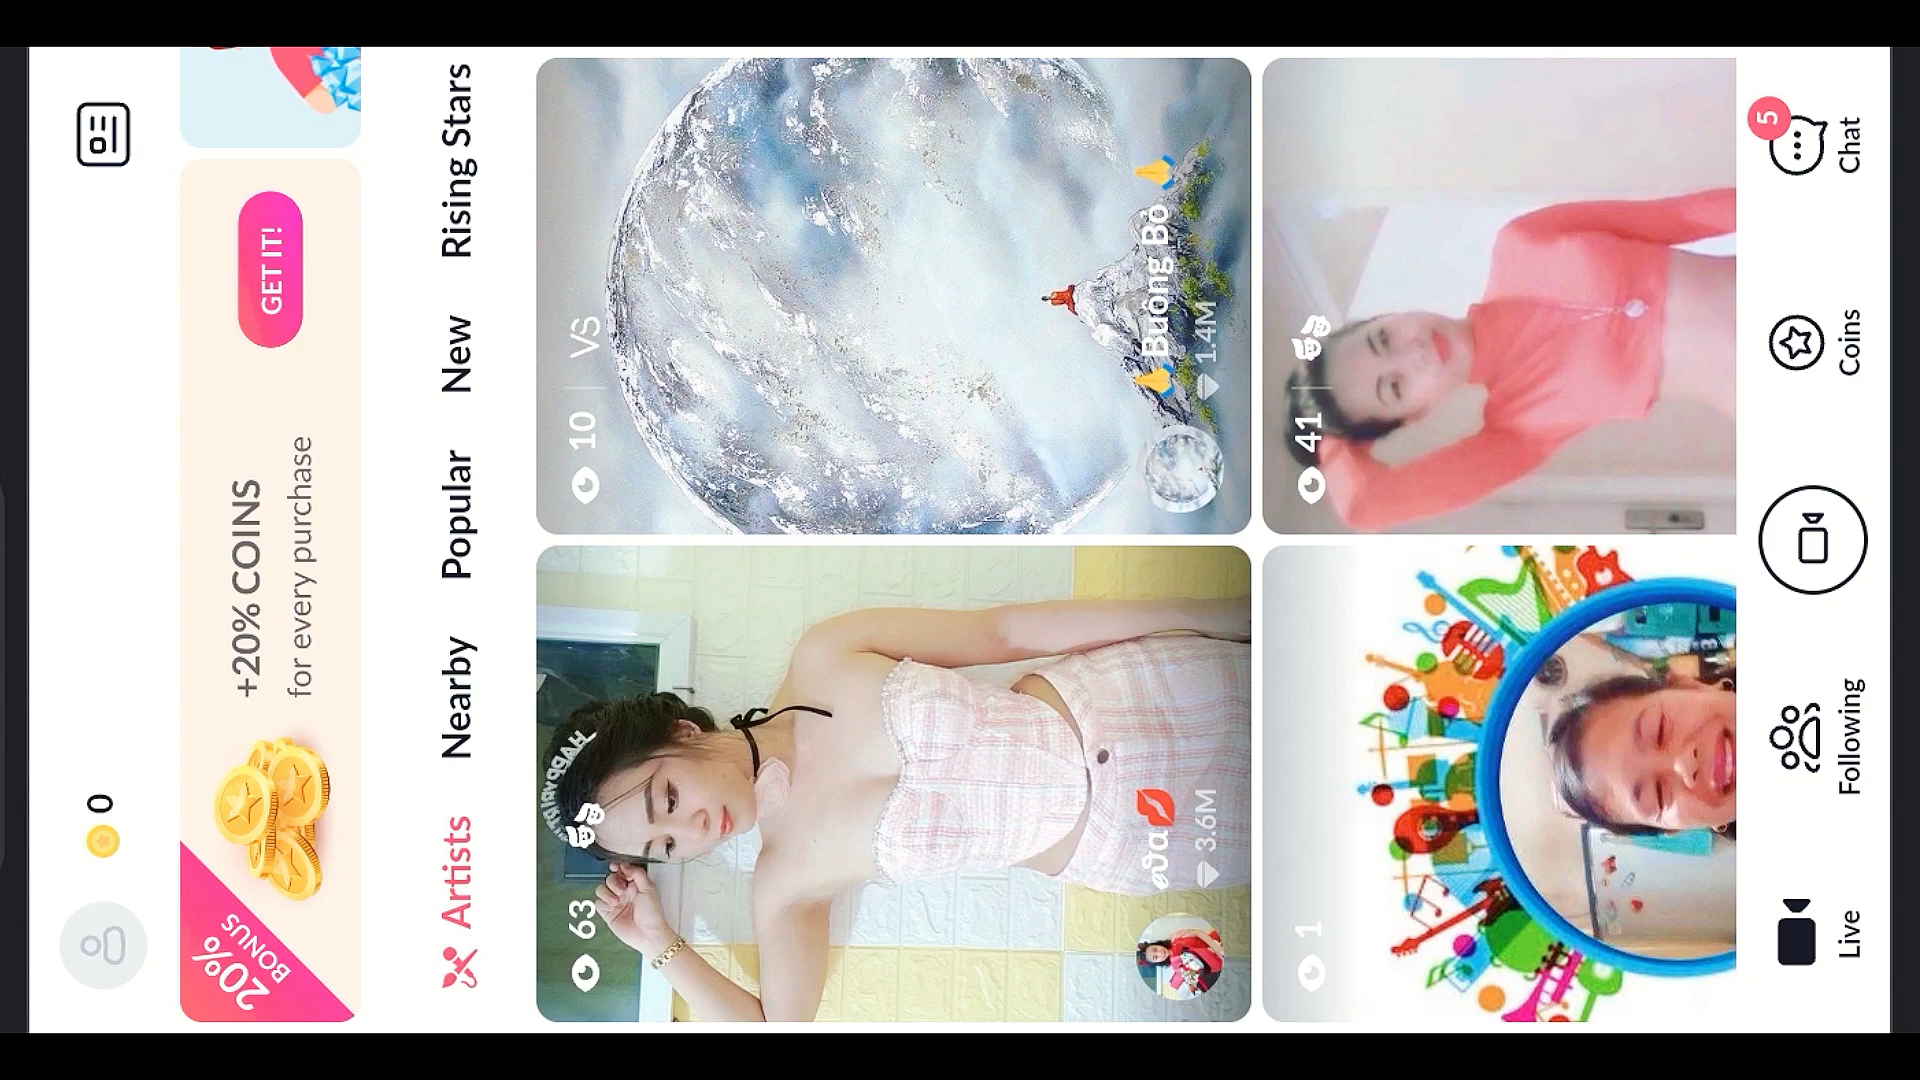 0
20%
BONUS
+20% COINS
for every purchase
GET IT!
Artists
Nearby
Popular
New
Rising Stars
63
3.6M
10
VS
Buông Bỏ
1.4M
1
41
Live
Following
Coins
Chat
5